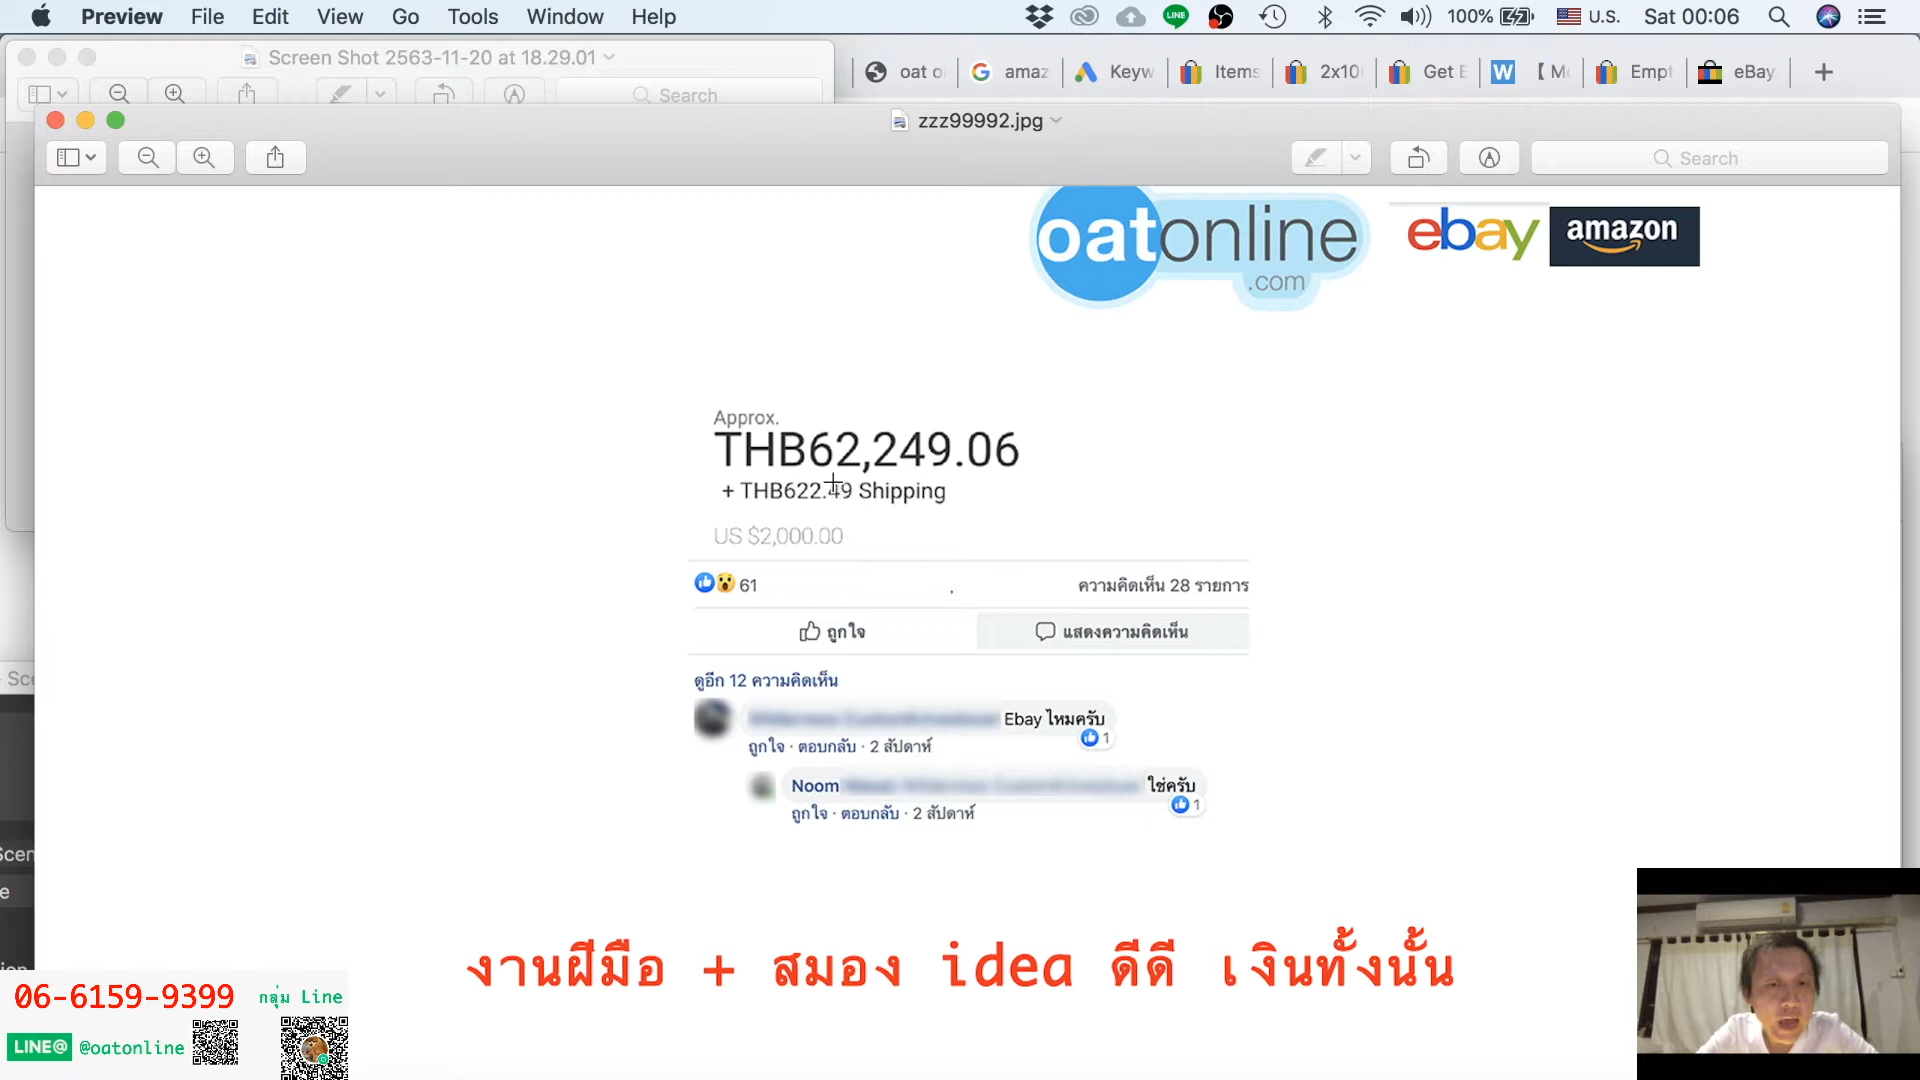 Preview File Edit View Go Tools Window Help
100% U.S. Sat 00:06
Screen Shot 2563-11-20 at 18.29.01
Search
oat o amaz Keyw Items 2x10 Get E W 【 Mo Empt eBay
zzz99992.jpg
Search
oatonline
.com
ebay
amazon
Approx.
THB62,249.06
+ THB622.49 Shipping
US $2,000.00
61
ความคิดเห็น 28 รายการ
ถูกใจ
แสดงความคิดเห็น
ดูอีก 12 ความคิดเห็น
Ebay ไหมครับ
1
ถูกใจ · ตอบกลับ · 2 สัปดาห์
Noom ใช่ครับ
1
ถูกใจ · ตอบกลับ · 2 สัปดาห์
งานฝีมือ + สมอง idea ดีดี เงินทั้งนั้น
06-6159-9399 กลุ่ม Line
LINE@ @oatonline